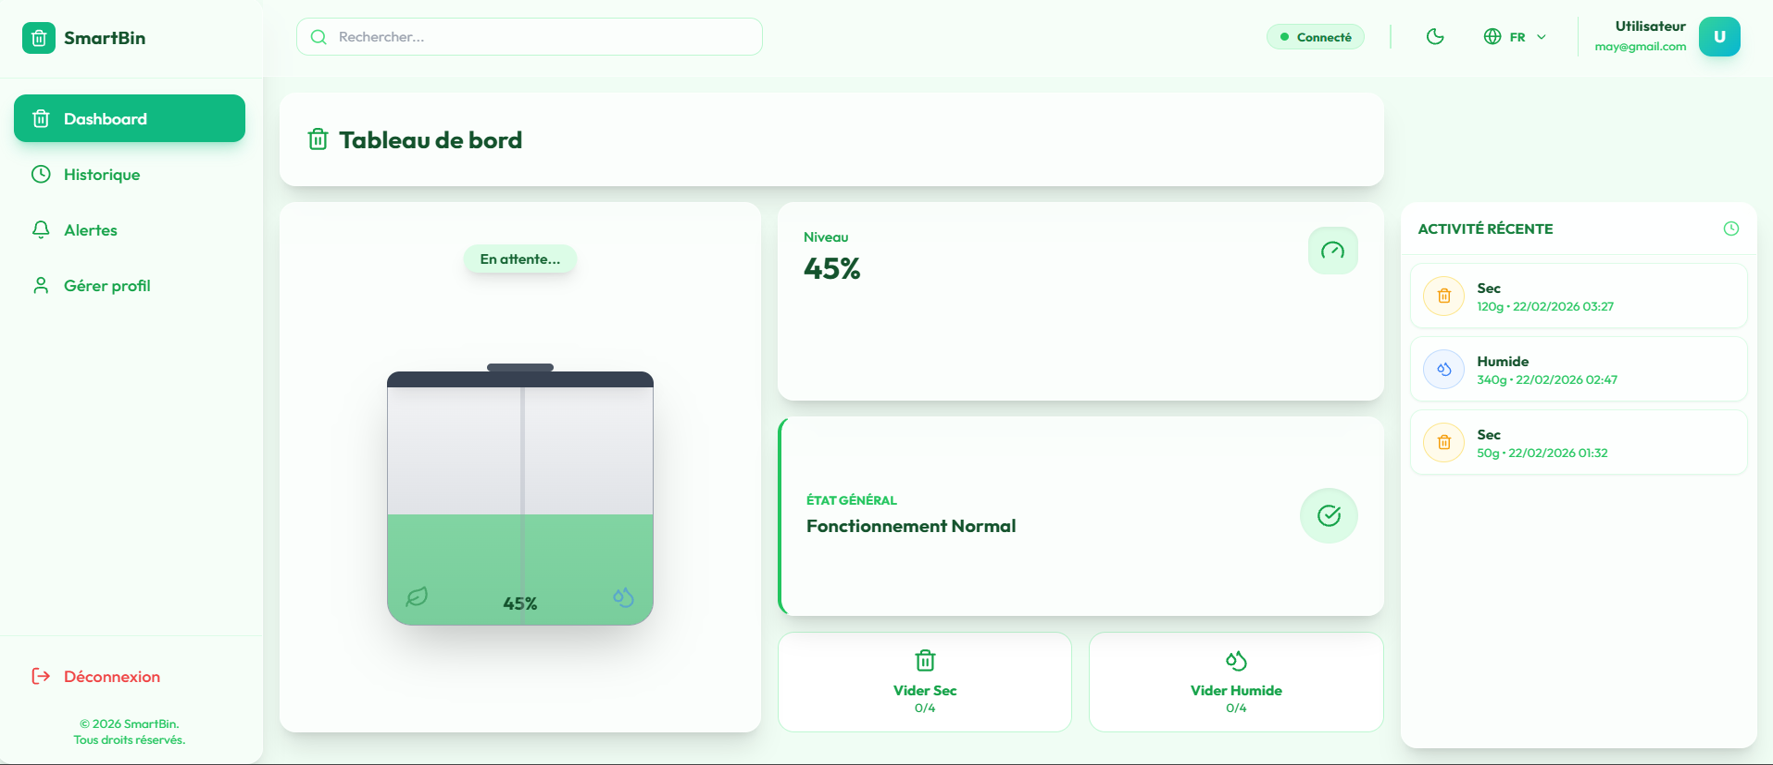 SmartBin
Rechercher...
Connecté
FR
Utilisateur
may@gmail.com
U
Dashboard
Historique
Alertes
Gérer profil
Déconnexion
© 2026 SmartBin.
Tous droits réservés.
Tableau de bord
En attente...
45%
Niveau
45%
ÉTAT GÉNÉRAL
Fonctionnement Normal
Vider Sec
0/4
Vider Humide
0/4
ACTIVITÉ RÉCENTE
Sec
120g • 22/02/2026 03:27
Humide
340g • 22/02/2026 02:47
Sec
50g • 22/02/2026 01:32